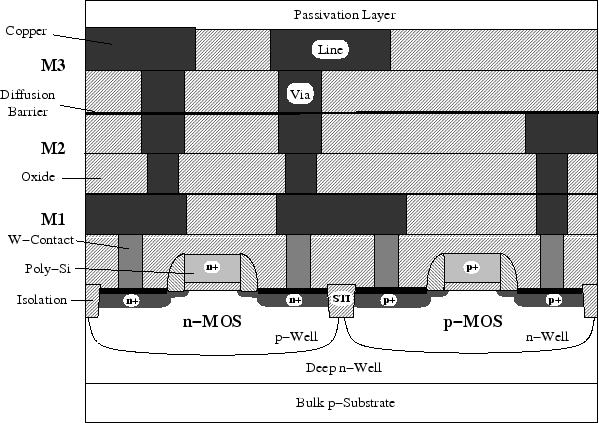 Passivation Layer
Copper
Line
M3
Via
Diffusion
Barrier
M2
Oxide
M1
W-Contact
Poly-Si
n+
p+
Isolation
n+
n+
STI
p+
p+
n-MOS
p-MOS
p-Well
n-Well
Deep n-Well
Bulk p-Substrate